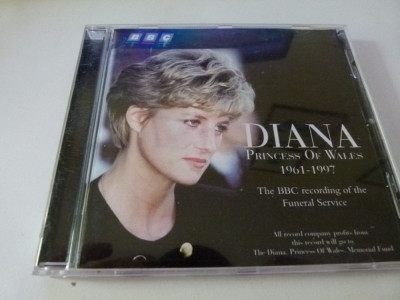 BBC
DIANA
PRINCESS OF WALES
1961-1997
The BBC recording of the
Funeral Service
All record company profits from
this record will go to
The Diana, Princess Of Wales, Memorial Fund